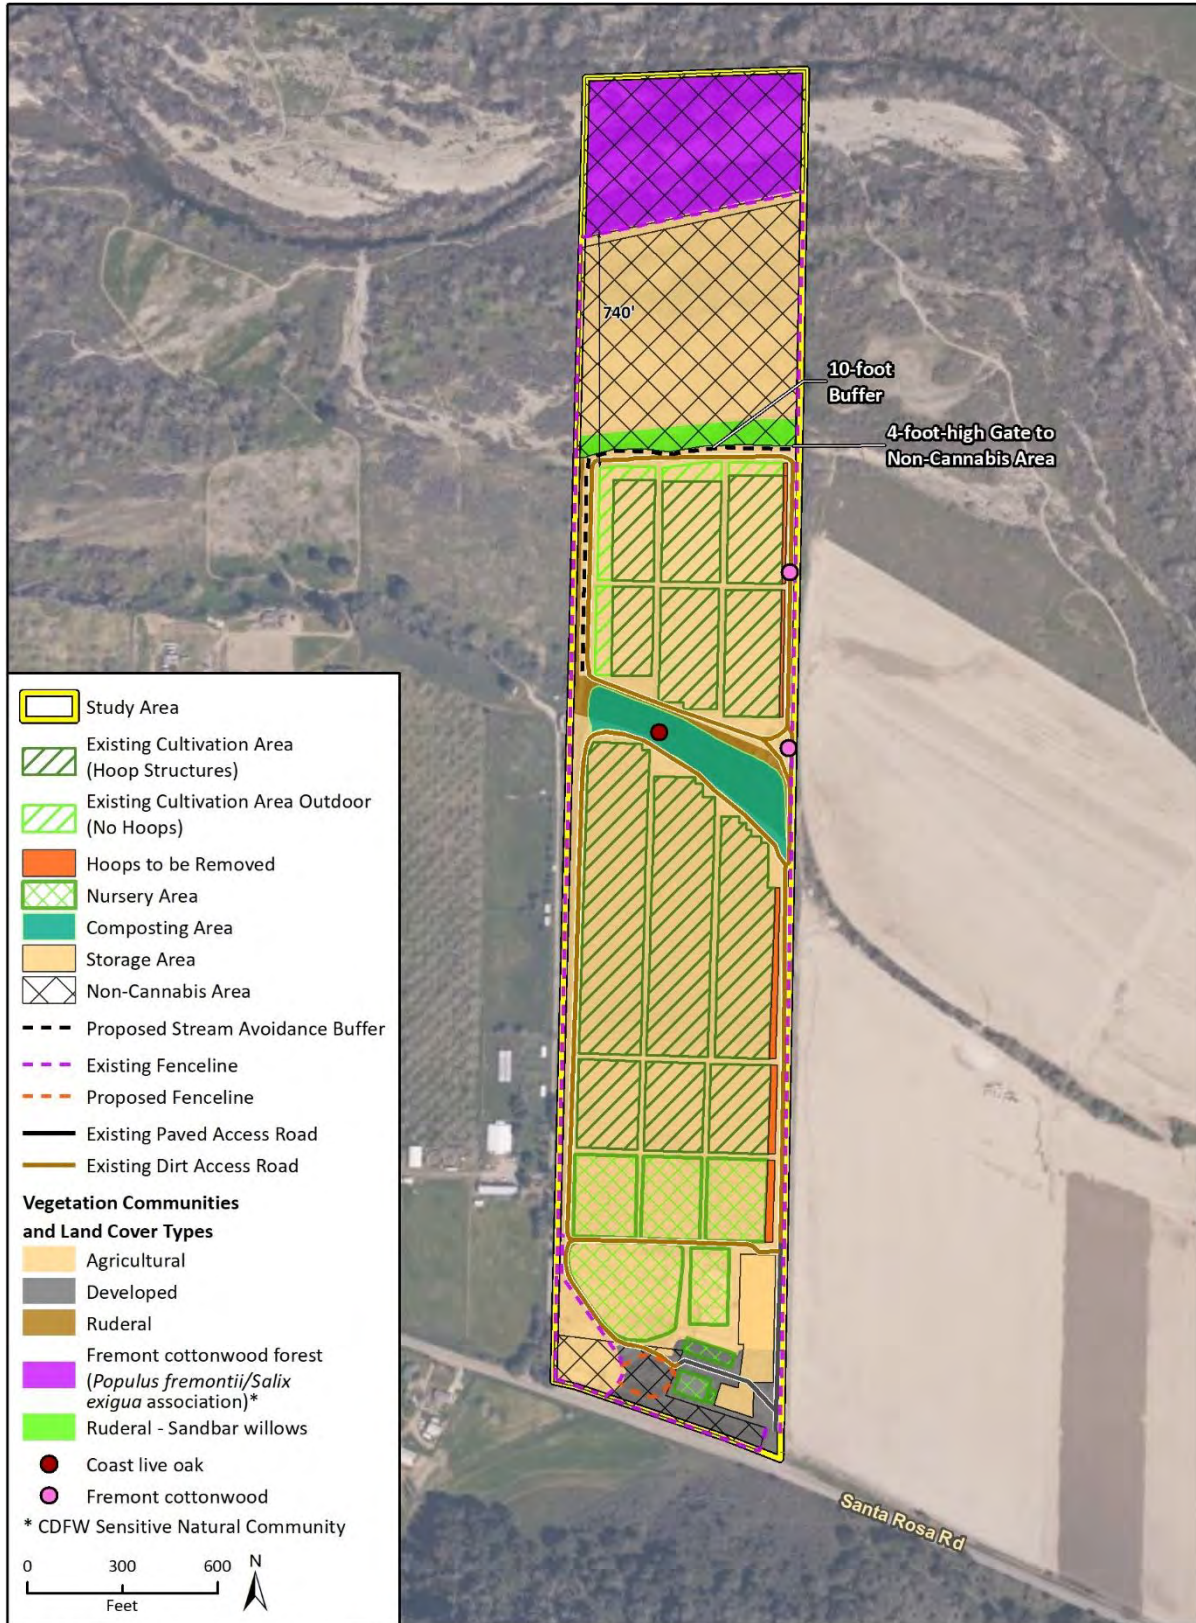 740'
10-foot
Buffer
4-foot-high Gate to
Non-Cannabis Area
Study Area
Existing Cultivation Area
(Hoop Structures)
Existing Cultivation Area Outdoor
(No Hoops)
Hoops to be Removed
Nursery Area
Composting Area
Storage Area
Non-Cannabis Area
Proposed Stream Avoidance Buffer
Existing Fenceline
Proposed Fenceline
Existing Paved Access Road
Existing Dirt Access Road
Vegetation Communities
and Land Cover Types
Agricultural
Developed
Ruderal
Fremont cottonwood forest
(Populus fremontii/Salix
exigua association)*
Ruderal - Sandbar willows
Coast live oak
Fremont cottonwood
* CDFW Sensitive Natural Community
0 300 600
Feet
N
Santa Rosa Rd